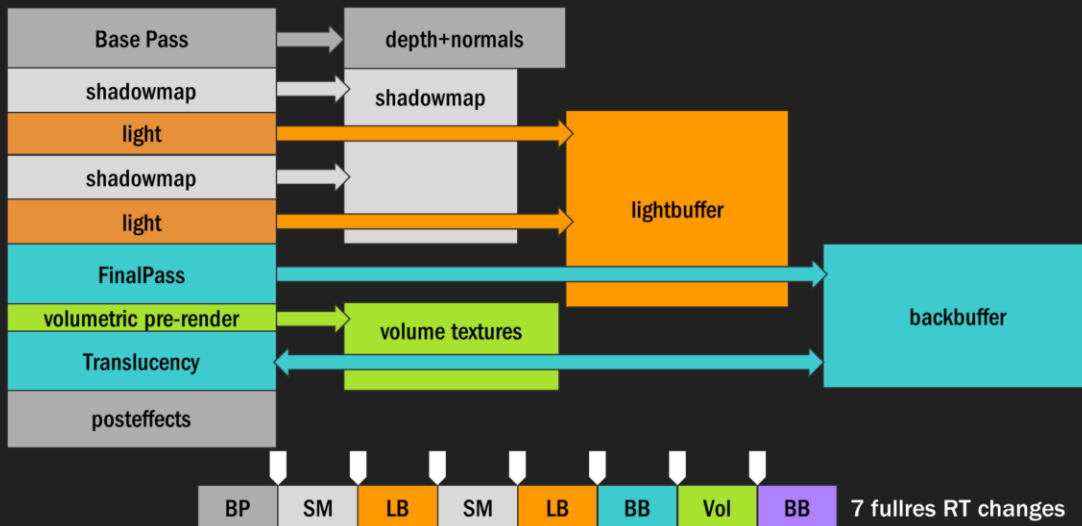 Base Pass
depth+normals
shadowmap
shadowmap
light
shadowmap
light
lightbuffer
FinalPass
backbuffer
volumetric pre-render
volume textures
Translucency
posteffects
BP SM LB SM LB BB Vol BB 7 fullres RT changes